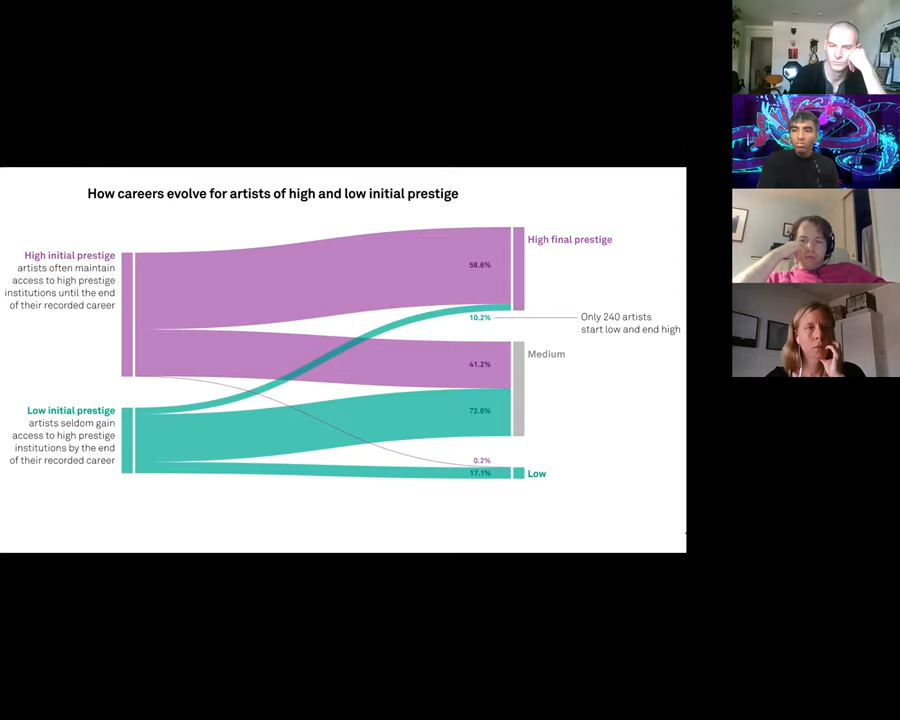 How careers evolve for artists of high and low initial prestige
High initial prestige
artists often maintain
access to high prestige
institutions until the end
of their recorded career
Low initial prestige
artists seldom gain
access to high prestige
institutions by the end
of their recorded career
58.6%
10.2%
41.2%
72.6%
0.2%
17.1%
High final prestige
Only 240 artists
start low and end high
Medium
Low